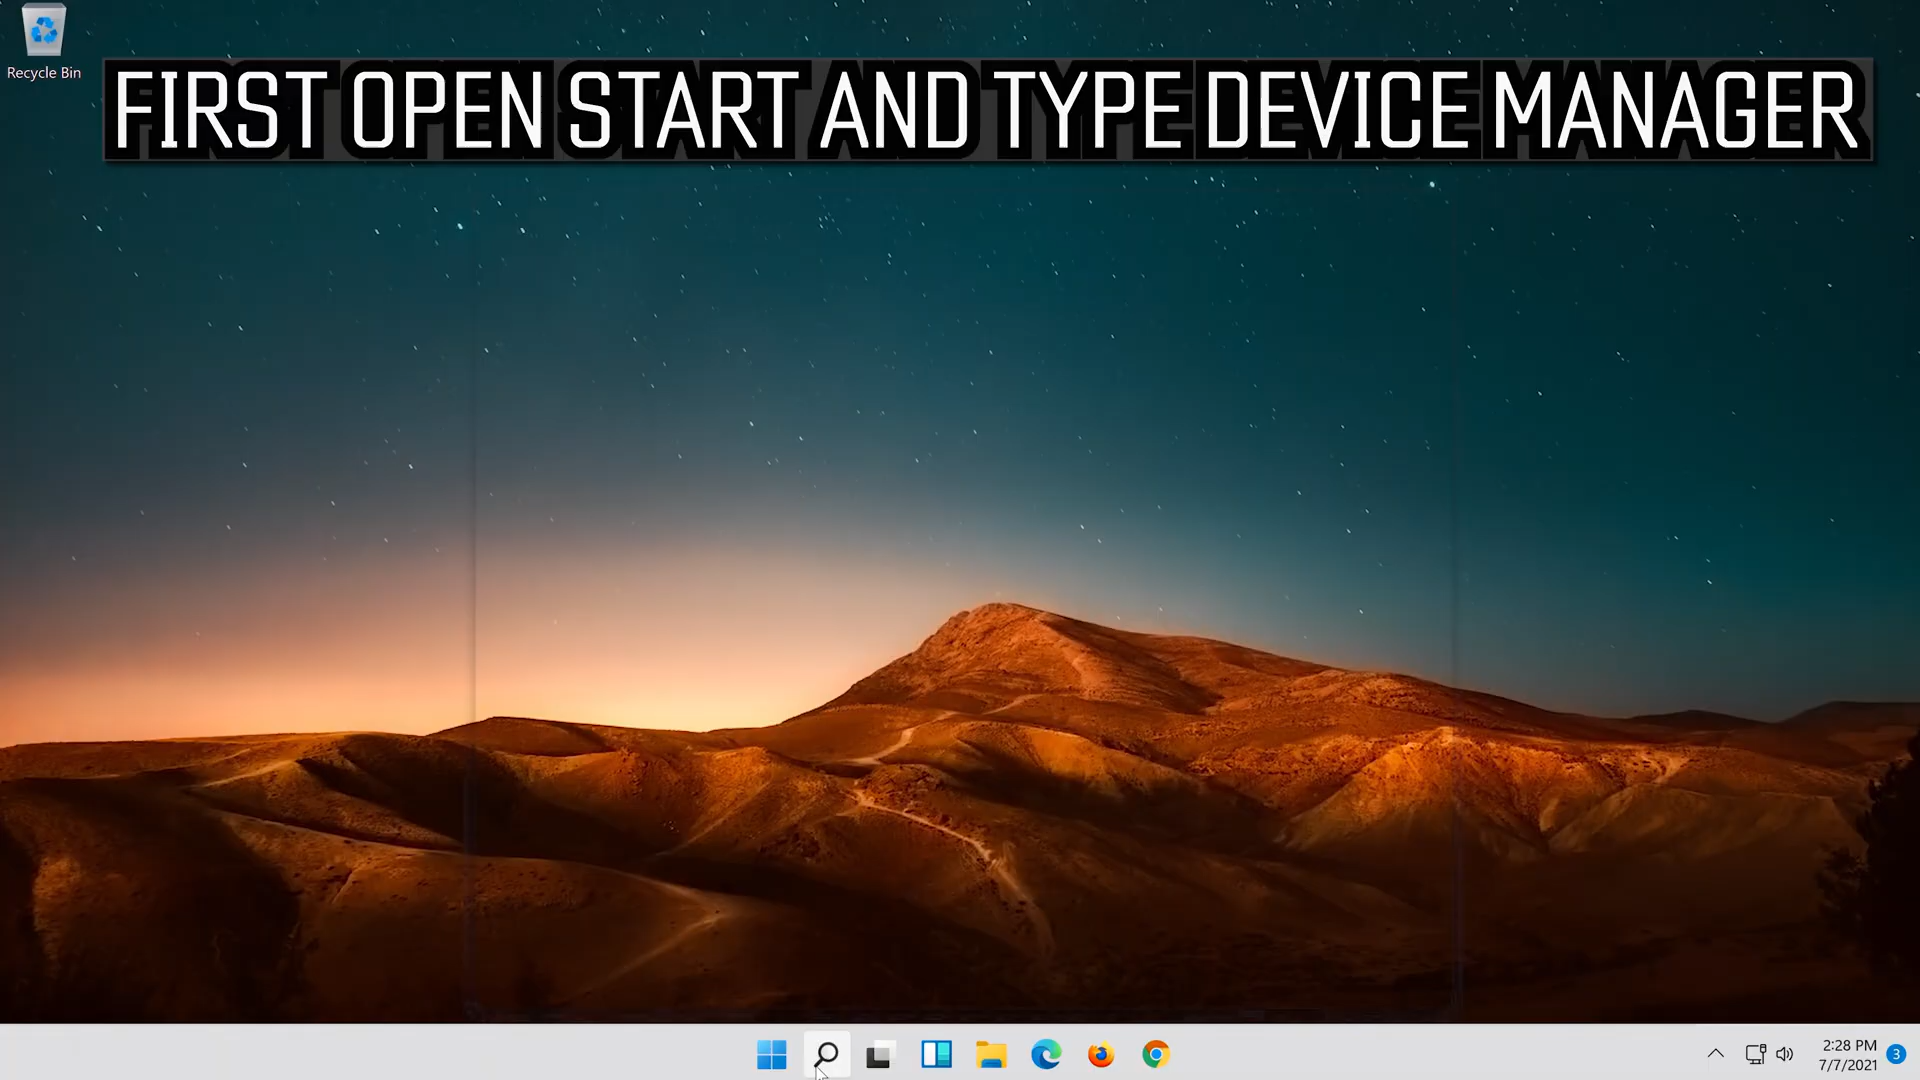 Recycle Bin
FIRST OPEN START AND TYPE DEVICE MANAGER
2:28 PM
7/7/2021
3